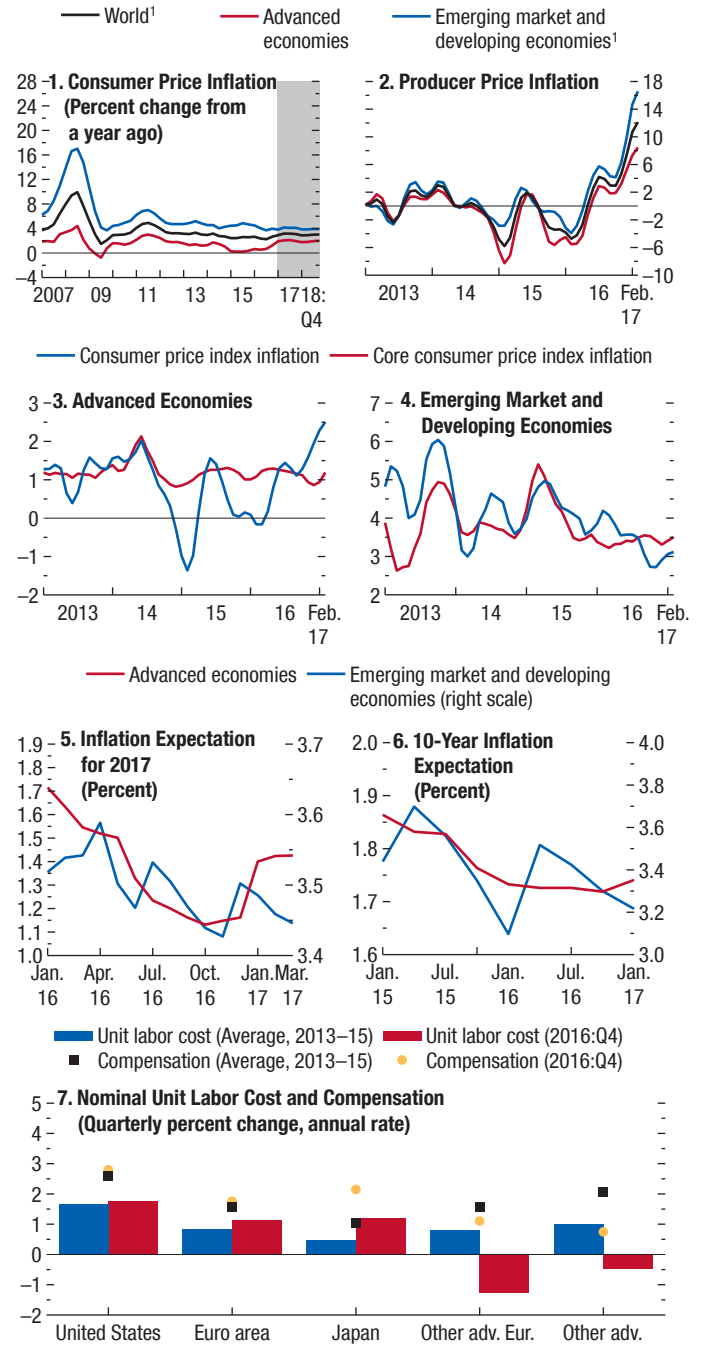 World¹
Advanced economies
Emerging market and developing economies¹
1. Consumer Price Inflation
(Percent change from
a year ago)
28
24
20
16
12
8
4
0
–4
2007 09 11 13 15 17 18:
Q4
2. Producer Price Inflation
18
14
10
6
2
–2
–6
–10
2013 14 15 16 Feb.
17
Consumer price index inflation
Core consumer price index inflation
3. Advanced Economies
3
2
1
0
–1
–2
2013 14 15 16 Feb.
17
4. Emerging Market and
Developing Economies
7
6
5
4
3
2
2013 14 15 16 Feb.
17
Advanced economies
Emerging market and developing
economies (right scale)
5. Inflation Expectation
for 2017
(Percent)
1.9
1.8
1.7
1.6
1.5
1.4
1.3
1.2
1.1
1.0
3.7
3.6
3.5
3.4
Jan. Apr. Jul. Oct. Jan. Mar.
16 16 16 16 17 17
6. 10-Year Inflation
Expectation
(Percent)
2.0
1.9
1.8
1.7
1.6
4.0
3.8
3.6
3.4
3.2
3.0
Jan. Jul. Jan. Jul. Jan.
15 15 16 16 17
Unit labor cost (Average, 2013–15)
Unit labor cost (2016:Q4)
Compensation (Average, 2013–15)
Compensation (2016:Q4)
7. Nominal Unit Labor Cost and Compensation
(Quarterly percent change, annual rate)
5
4
3
2
1
0
–1
–2
United States Euro area Japan Other adv. Eur. Other adv.